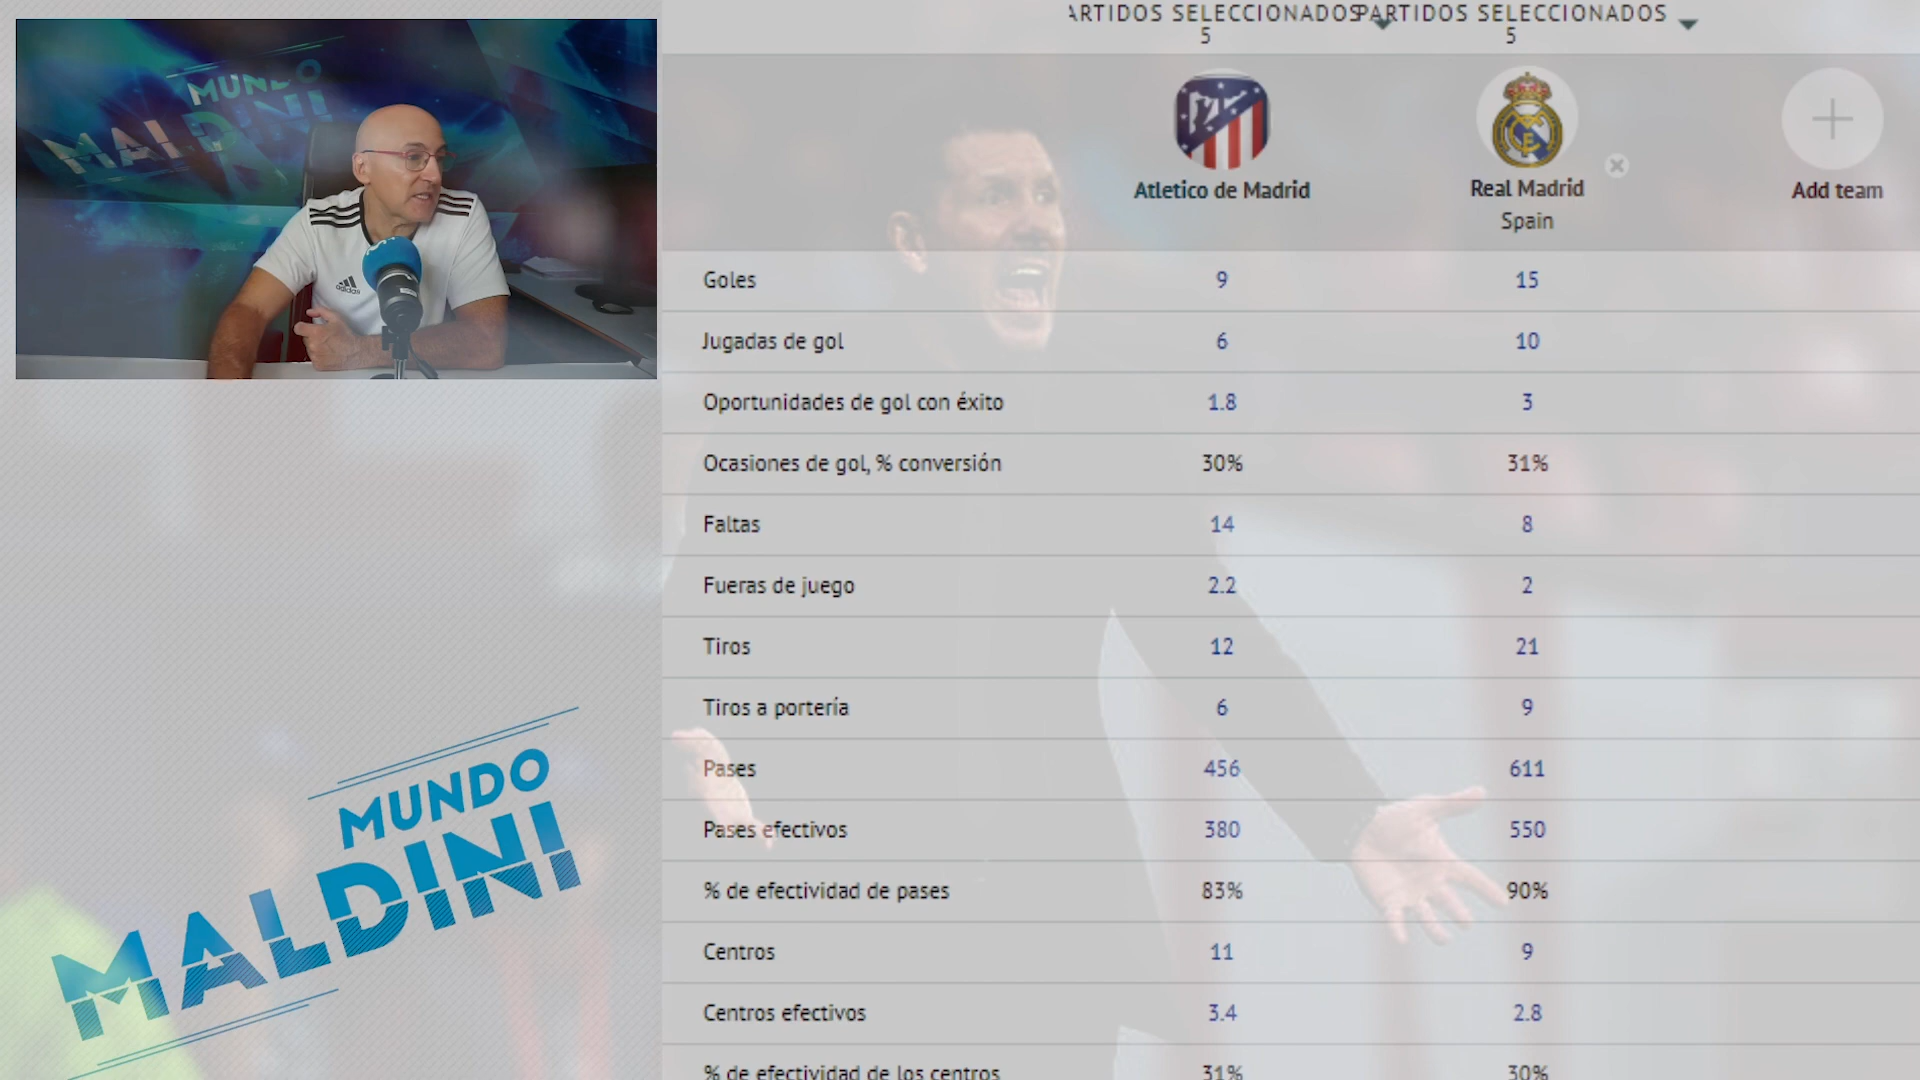 MUNDO
MALDINI
adidas
ARTIDOS SELECCIONADOS
5
PARTIDOS SELECCIONADOS
5
Atletico de Madrid
Real Madrid
Spain
Add team
Goles 9 15
Jugadas de gol 6 10
Oportunidades de gol con éxito 1.8 3
Ocasiones de gol, % conversión 30% 31%
Faltas 14 8
Fueras de juego 2.2 2
Tiros 12 21
Tiros a portería 6 9
Pases 456 611
Pases efectivos 380 550
% de efectividad de pases 83% 90%
Centros 11 9
Centros efectivos 3.4 2.8
% de efectividad de los centros 31% 30%
MUNDO
MALDINI